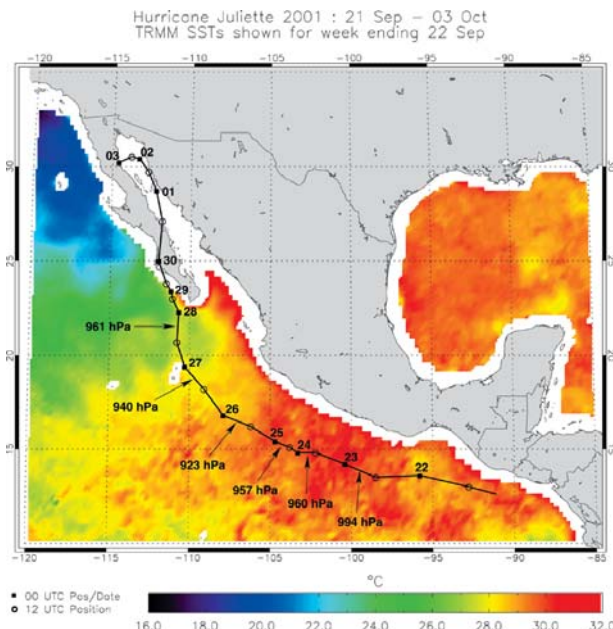 Hurricane Juliette 2001 : 21 Sep – 03 Oct
TRMM SSTs shown for week ending 22 Sep
−120 −115 −110 −105 −100 −95 −90 −85
03 02
30
01
25
30
29
28
961 hPa
20
27
940 hPa
26
25
24
23
22
15
923 hPa
957 hPa
960 hPa
994 hPa
−120 −115 −110 −105 −100 −95 −90 −85
°C
■ 00 UTC Pos/Date
○ 12 UTC Position
16.0 18.0 20.0 22.0 24.0 26.0 28.0 30.0 32.0